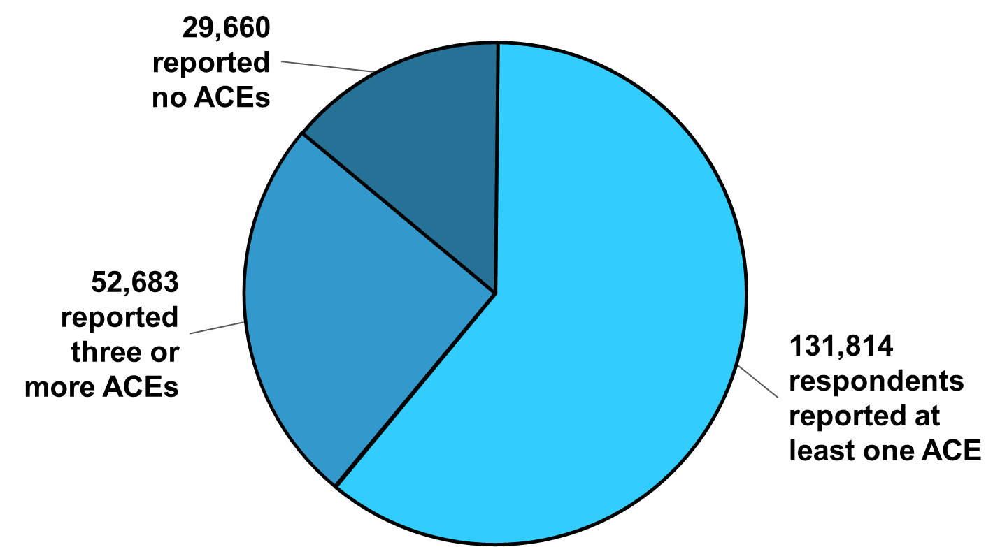 29,660
reported
no ACEs
52,683
reported
three or
more ACEs
131,814
respondents
reported at
least one ACE